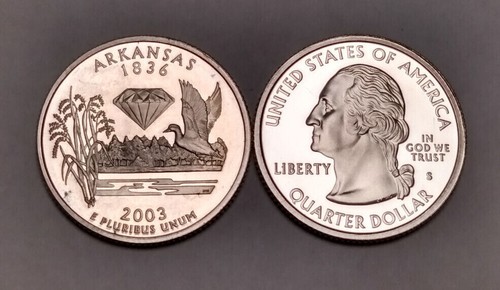 ARKANSAS
1836
2003
E PLURIBUS UNUM
UNITED STATES OF AMERICA
LIBERTY
IN
GOD WE
TRUST
S
QUARTER DOLLAR